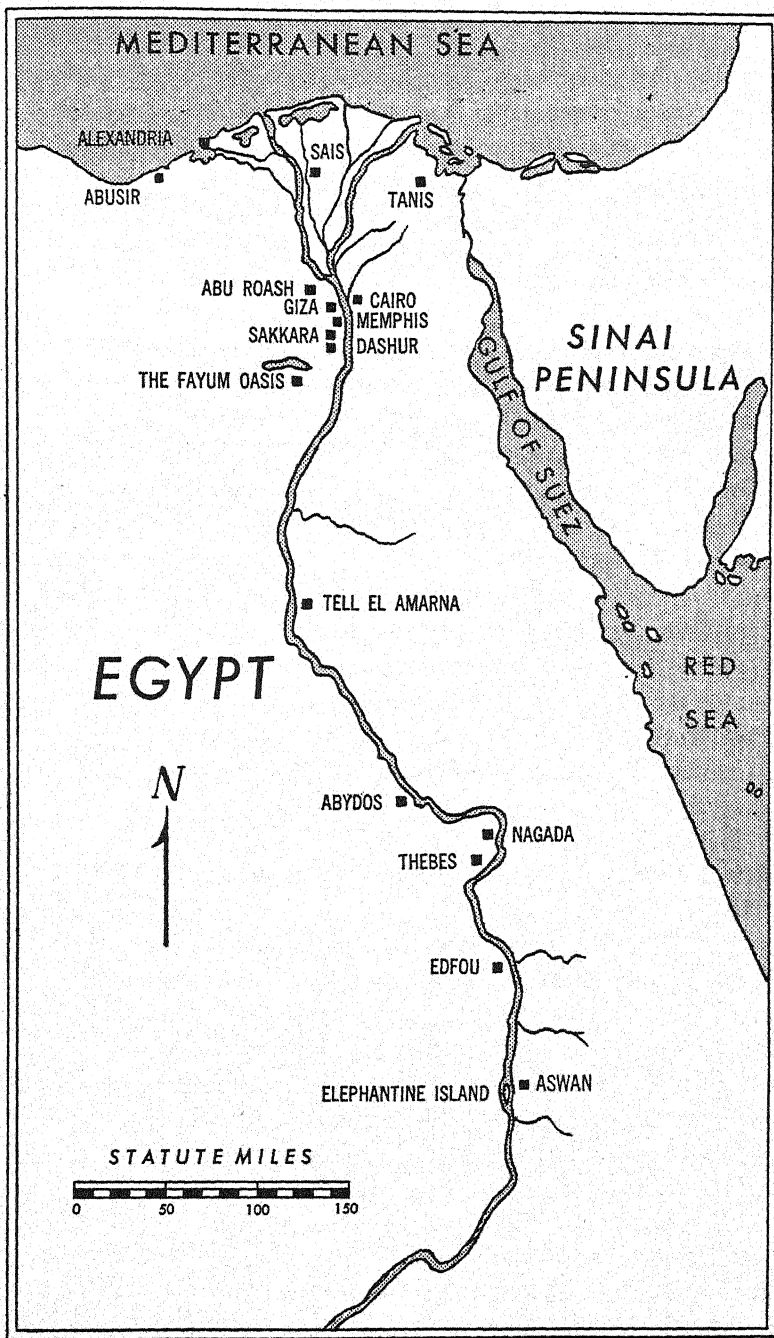 MEDITERRANEAN SEA
ALEXANDRIA
SAIS
ABUSIR
TANIS
ABU ROASH
CAIRO
GIZA
MEMPHIS
SAKKARA
DASHUR
THE FAYUM OASIS
SINAI
PENINSULA
GULF OF SUEZ
TELL EL AMARNA
EGYPT
RED
SEA
N
ABYDOS
NAGADA
THEBES
EDFOU
ELEPHANTINE ISLAND
ASWAN
STATUTE MILES
0 50 100 150